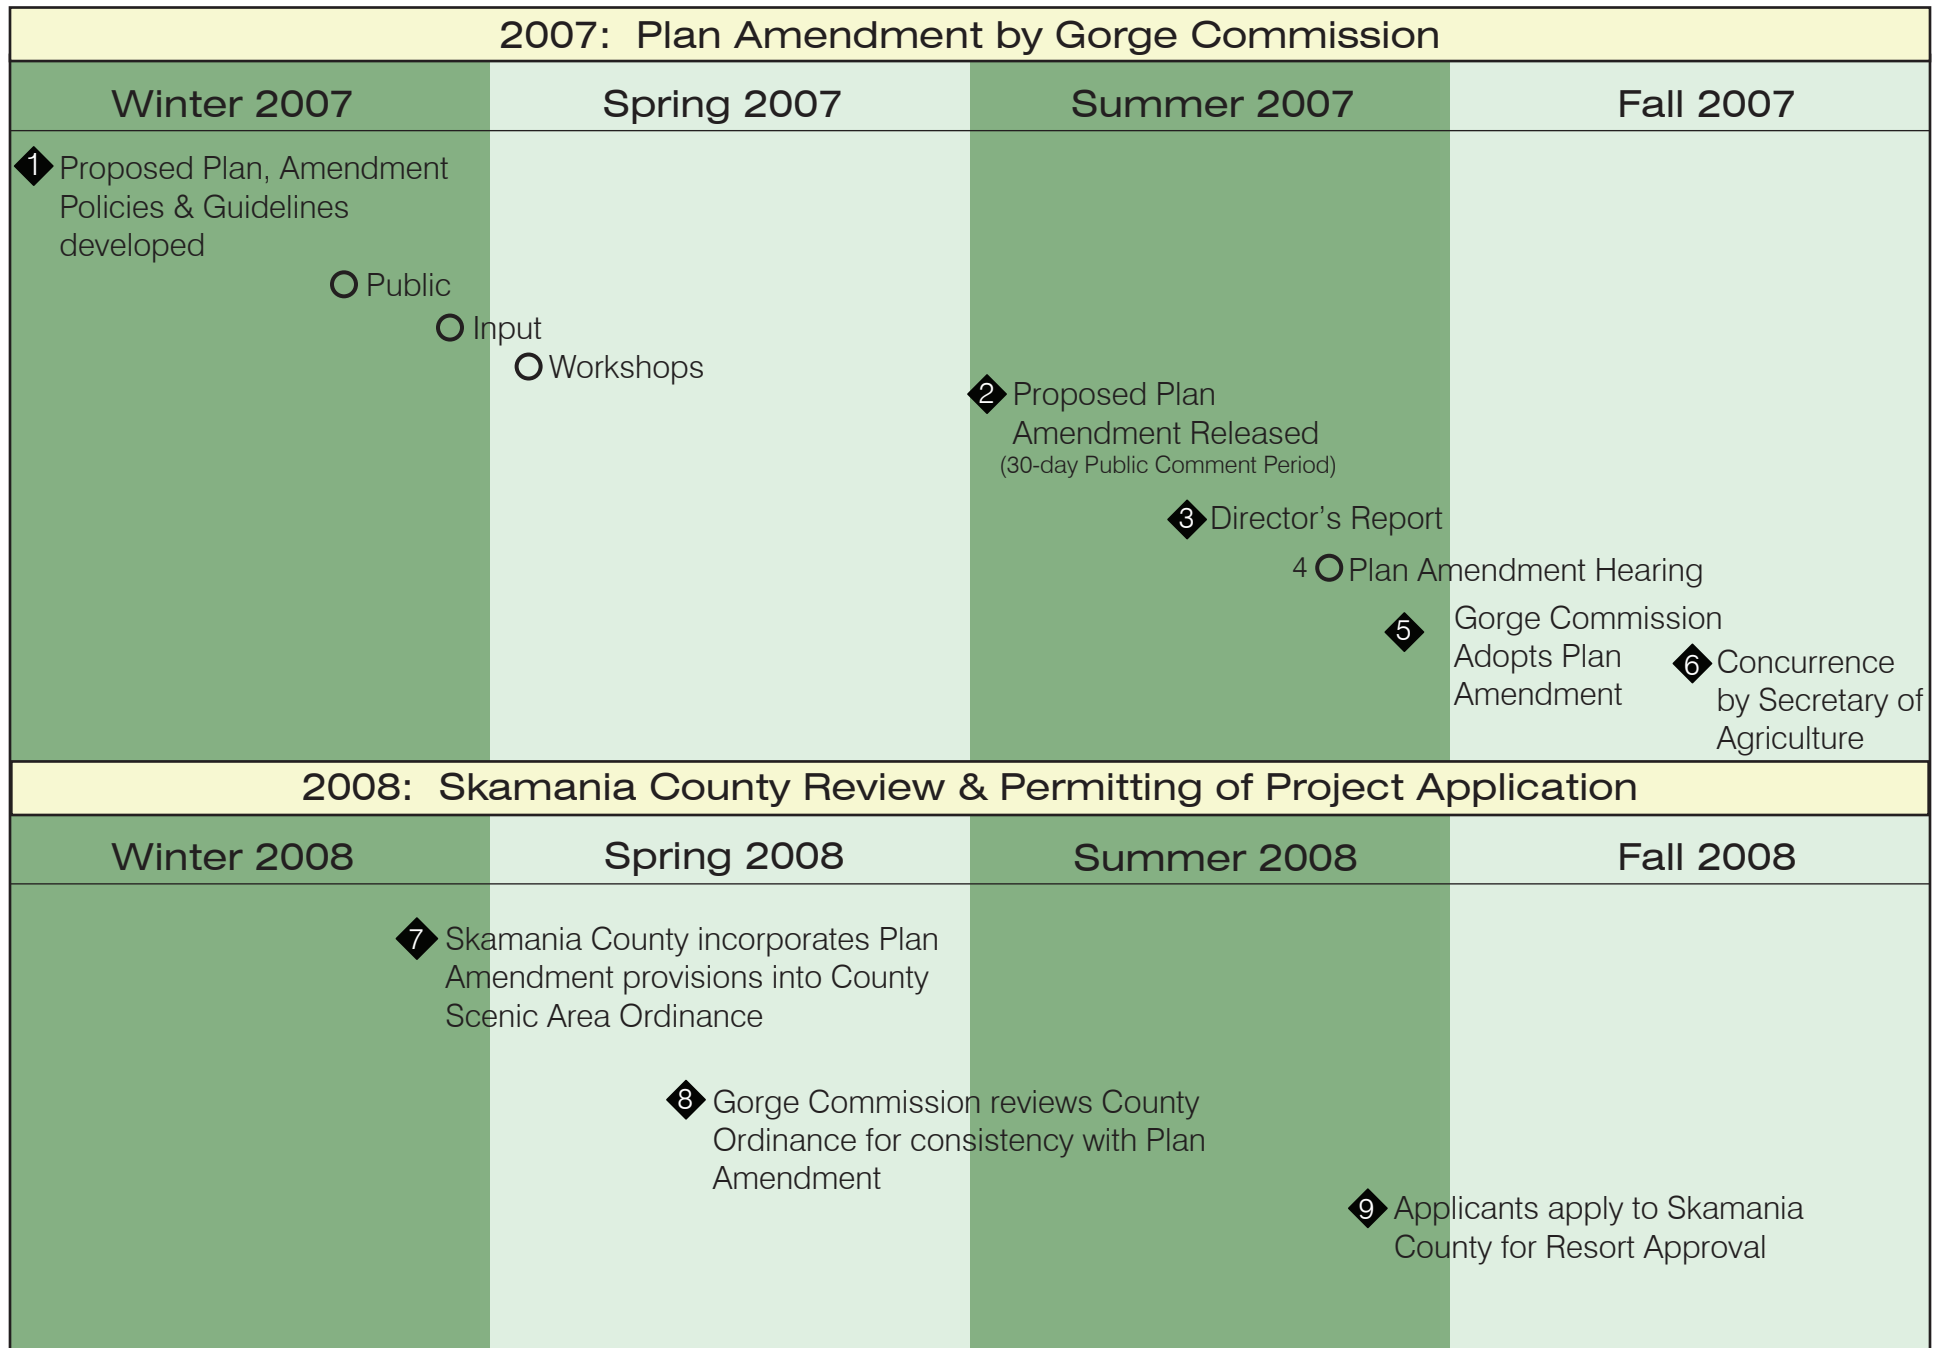 2007: Plan Amendment by Gorge Commission
Winter 2007
Spring 2007
Summer 2007
Fall 2007
1 Proposed Plan, Amendment
Policies & Guidelines
developed
Public
Input
Workshops
2 Proposed Plan
Amendment Released
(30-day Public Comment Period)
3 Director’s Report
4 Plan Amendment Hearing
5 Gorge Commission
Adopts Plan
Amendment
6 Concurrence
by Secretary of
Agriculture
2008: Skamania County Review & Permitting of Project Application
Winter 2008
Spring 2008
Summer 2008
Fall 2008
7 Skamania County incorporates Plan
Amendment provisions into County
Scenic Area Ordinance
8 Gorge Commission reviews County
Ordinance for consistency with Plan
Amendment
9 Applicants apply to Skamania
County for Resort Approval